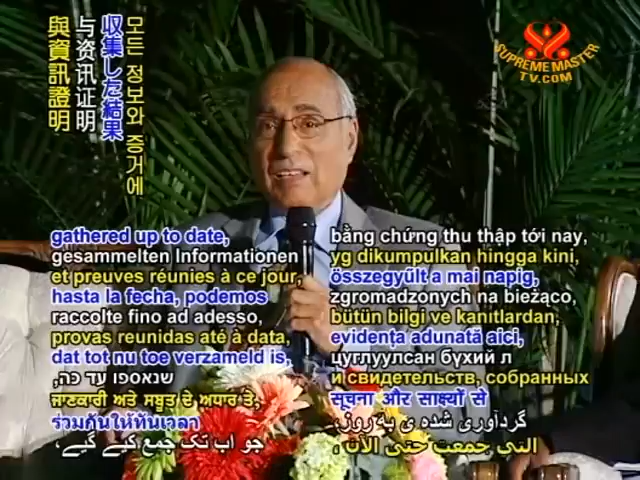 모든 정보와 증거에
収集した結果
与资讯证明
與資訊證明
SUPREME MASTER
TV.COM
gathered up to date,
gesammelten Informationen
et preuves réunies à ce jour,
hasta la fecha, podemos
raccolte fino ad adesso,
provas reunidas até à data,
dat tot nu toe verzameld is,
שנאספו עד כה,
ਜਾਣਕਾਰੀ ਅਤੇ ਸਬੂਤ ਦੇ ਅਧਾਰ ਤੇ,
ร่วมกันให้ทันเวลา
جو اب تک جمع کیے گیے،
bằng chứng thu thập tới nay,
yg dikumpulkan hingga kini,
összegyűlt a mai napig,
zgromadzonych na bieżąco,
bütün bilgi ve kanıtlardan,
evidența adunată aici,
цуглуулсан бүхий л
и свидетельств, собранных
सूचना और साक्ष्यों से
گردآوری شده ی به روز،
التي جمعت حتى الآن،